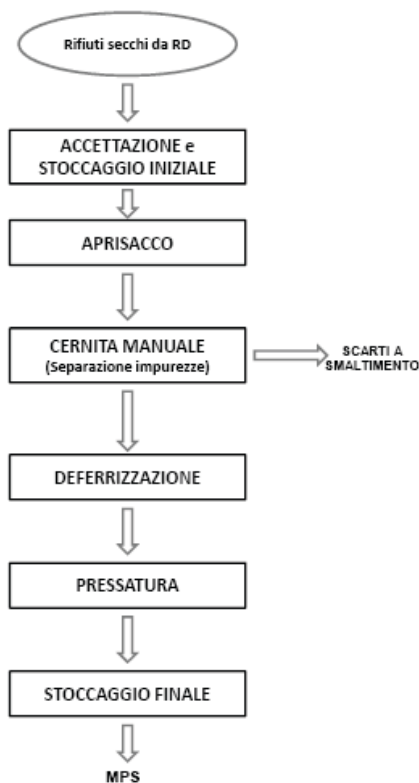 Rifiuti secchi da RD
ACCETTAZIONE e
STOCCAGGIO INIZIALE
APRISACCO
CERNITA MANUALE
(Separazione impurezze)
SCARTI A
SMALTIMENTO
DEFERRIZZAZIONE
PRESSATURA
STOCCAGGIO FINALE
MPS